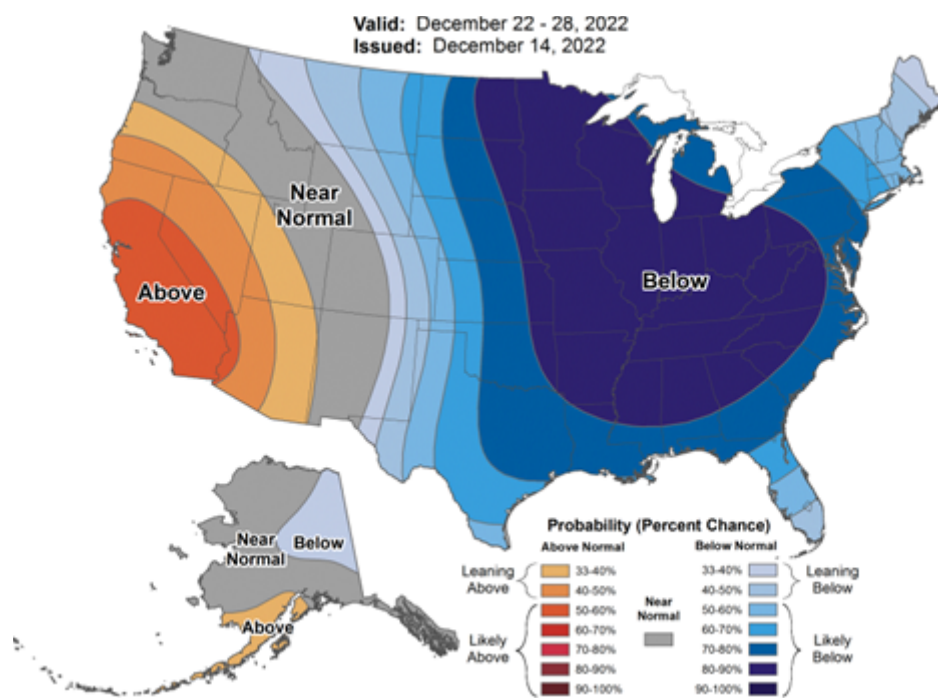 Valid: December 22 - 28, 2022
Issued: December 14, 2022
Near
Normal
Above
Below
Near
Normal
Below
Above
Probability (Percent Chance)
Above Normal
Below Normal
Leaning
Above
33-40%
40-50%
Likely
Above
50-60%
60-70%
70-80%
80-90%
90-100%
Near
Normal
33-40%
40-50%
Leaning
Below
50-60%
60-70%
70-80%
80-90%
90-100%
Likely
Below